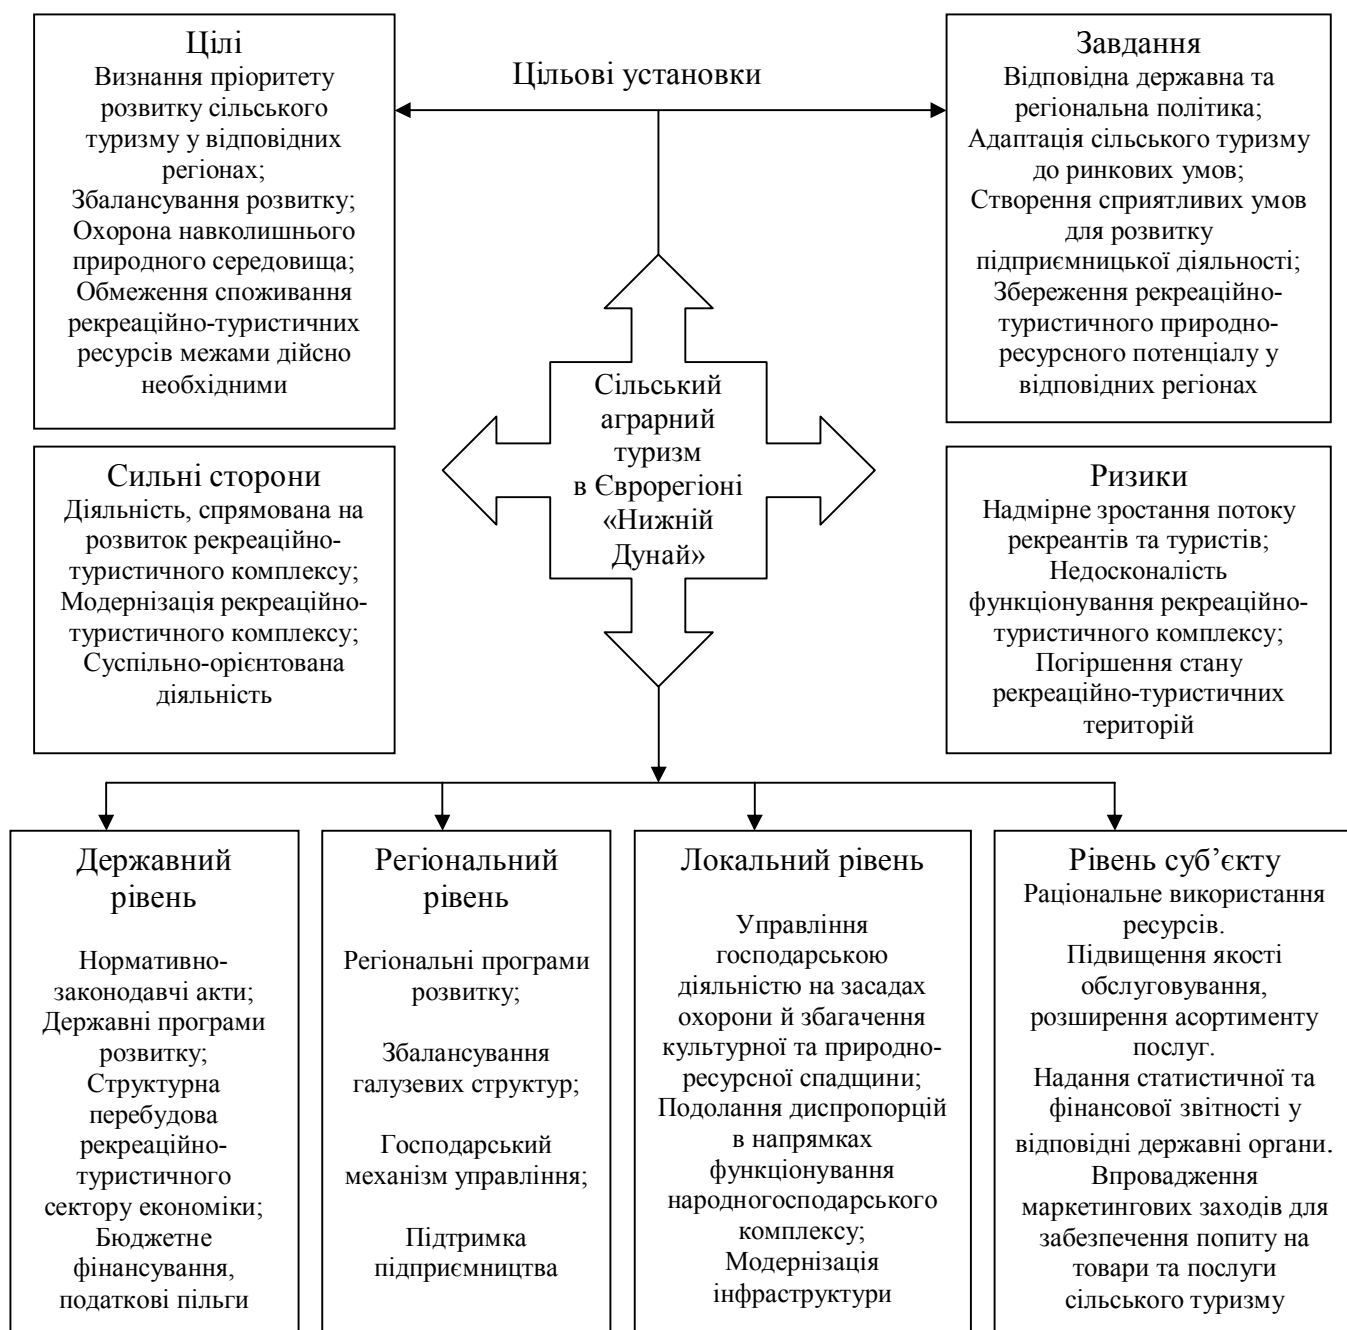 Цілі
Визнання пріоритету
розвитку сільського
туризму у відповідних
регіонах;
Збалансування розвитку;
Охорона навколишнього
природного середовища;
Обмеження споживання
рекреаційно-туристичних
ресурсів межами дійсно
необхідними
Цільові установки
Завдання
Відповідна державна та
регіональна політика;
Адаптація сільського туризму
до ринкових умов;
Створення сприятливих умов
для розвитку
підприємницької діяльності;
Збереження рекреаційно-
туристичного природно-
ресурсного потенціалу у
відповідних регіонах
Сільський
аграрний
туризм
в Єврорегіоні
«Нижній
Дунай»
Сильні сторони
Діяльність, спрямована на
розвиток рекреаційно-
туристичного комплексу;
Модернізація рекреаційно-
туристичного комплексу;
Суспільно-орієнтована
діяльність
Ризики
Надмірне зростання потоку
рекреантів та туристів;
Недосконалість
функціонування рекреаційно-
туристичного комплексу;
Погіршення стану
рекреаційно-туристичних
територій
Державний
рівень
Нормативно-
законодавчі акти;
Державні програми
розвитку;
Структурна
перебудова
рекреаційно-
туристичного
сектору економіки;
Бюджетне
фінансування,
податкові пільги
Регіональний
рівень
Регіональні програми
розвитку;
Збалансування
галузевих структур;
Господарський
механізм управління;
Підтримка
підприємництва
Локальний рівень
Управління
господарською
діяльністю на засадах
охорони й збагачення
культурної та природно-
ресурсної спадщини;
Подолання диспропорцій
в напрямках
функціонування
народногосподарського
комплексу;
Модернізація
інфраструктури
Рівень суб’єкту
Раціональне використання
ресурсів.
Підвищення якості
обслуговування,
розширення асортименту
послуг.
Надання статистичної та
фінансової звітності у
відповідні державні органи.
Впровадження
маркетингових заходів для
забезпечення попиту на
товари та послуги
сільського туризму